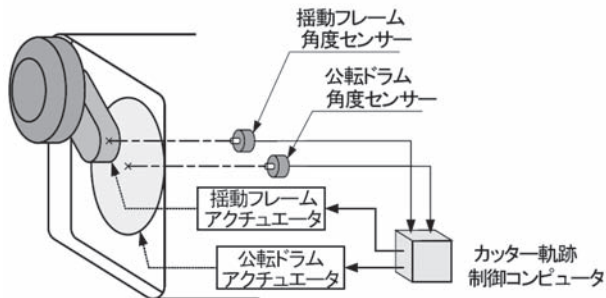 揺動フレーム
角度センサー
公転ドラム
角度センサー
揺動フレーム
アクチュエータ
公転ドラム
アクチュエータ
カッター軌跡
制御コンピュータ